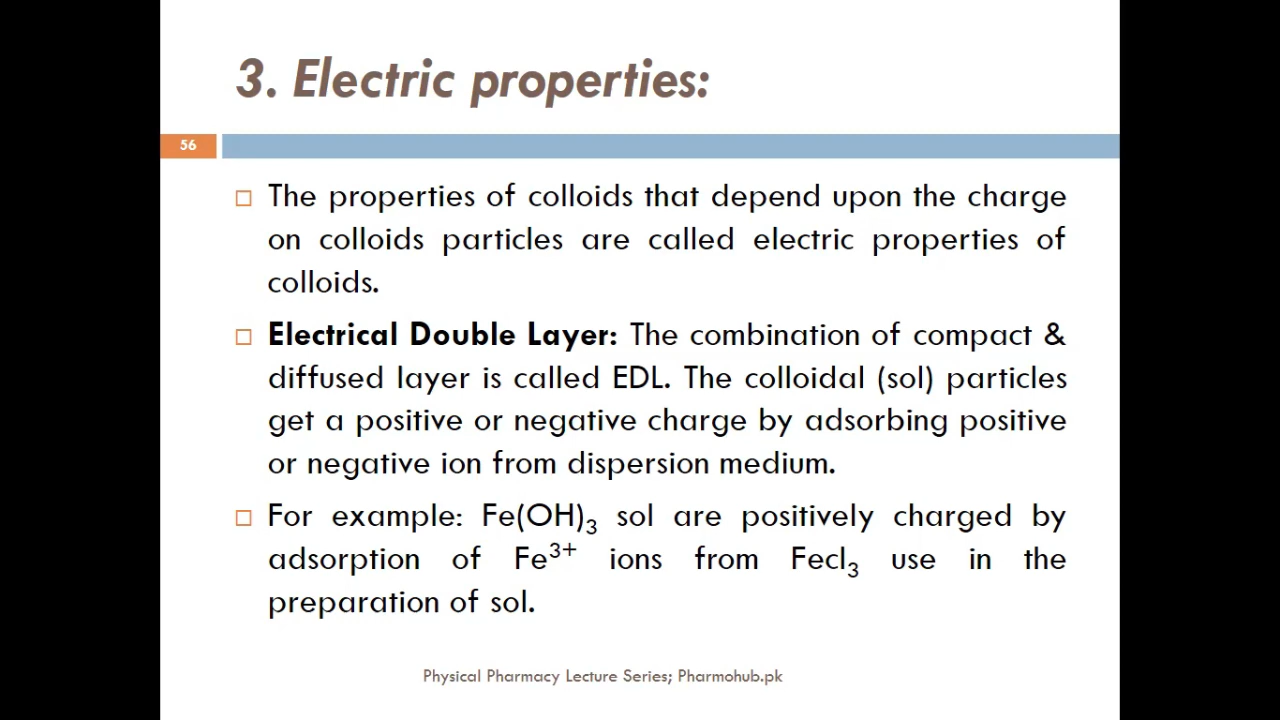 3. Electric properties:
56
□ The properties of colloids that depend upon the charge
on colloids particles are called electric properties of
colloids.
□ Electrical Double Layer: The combination of compact &
diffused layer is called EDL. The colloidal (sol) particles
get a positive or negative charge by adsorbing positive
or negative ion from dispersion medium.
□ For example: Fe(OH)₃ sol are positively charged by
adsorption of Fe³⁺ ions from Fecl₃ use in the
preparation of sol.
Physical Pharmacy Lecture Series; Pharmohub.pk